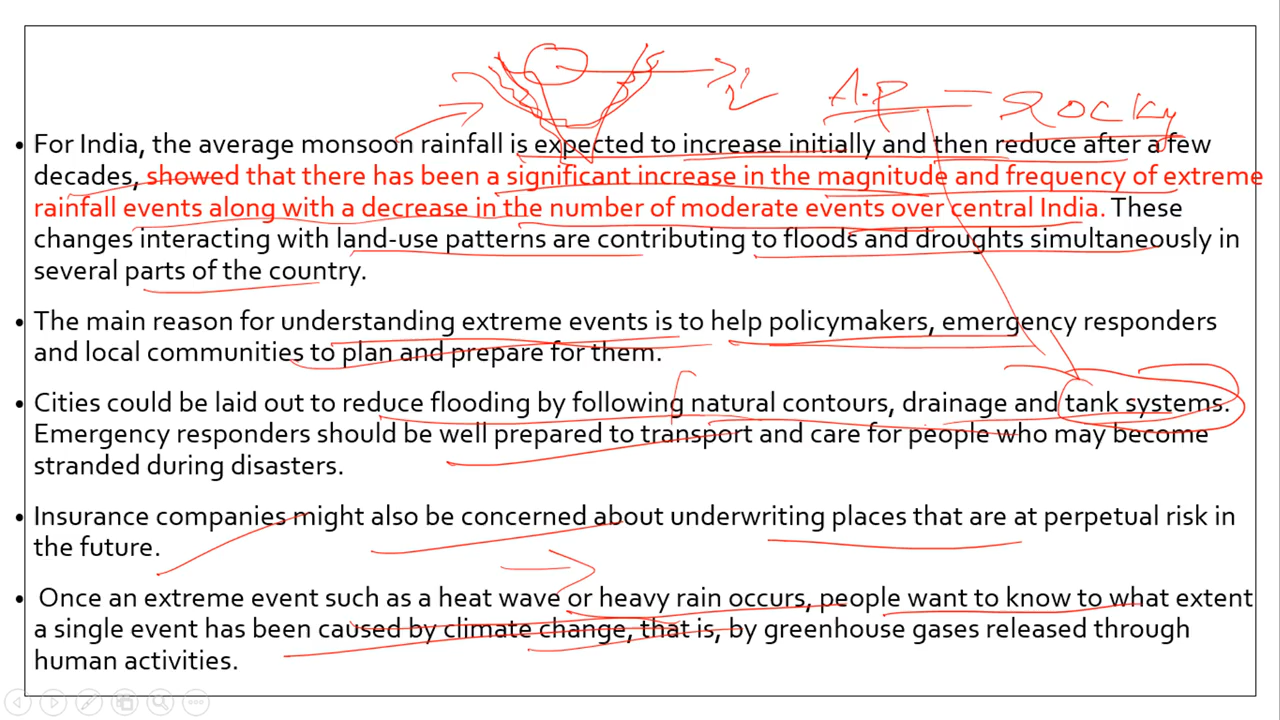 A.P — Rocky
• For India, the average monsoon rainfall is expected to increase initially and then reduce after a few
decades, showed that there has been a significant increase in the magnitude and frequency of extreme
rainfall events along with a decrease in the number of moderate events over central India. These
changes interacting with land-use patterns are contributing to floods and droughts simultaneously in
several parts of the country.
• The main reason for understanding extreme events is to help policymakers, emergency responders
and local communities to plan and prepare for them.
• Cities could be laid out to reduce flooding by following natural contours, drainage and tank systems.
Emergency responders should be well prepared to transport and care for people who may become
stranded during disasters.
• Insurance companies might also be concerned about underwriting places that are at perpetual risk in
the future.
• Once an extreme event such as a heat wave or heavy rain occurs, people want to know to what extent
a single event has been caused by climate change, that is, by greenhouse gases released through
human activities.